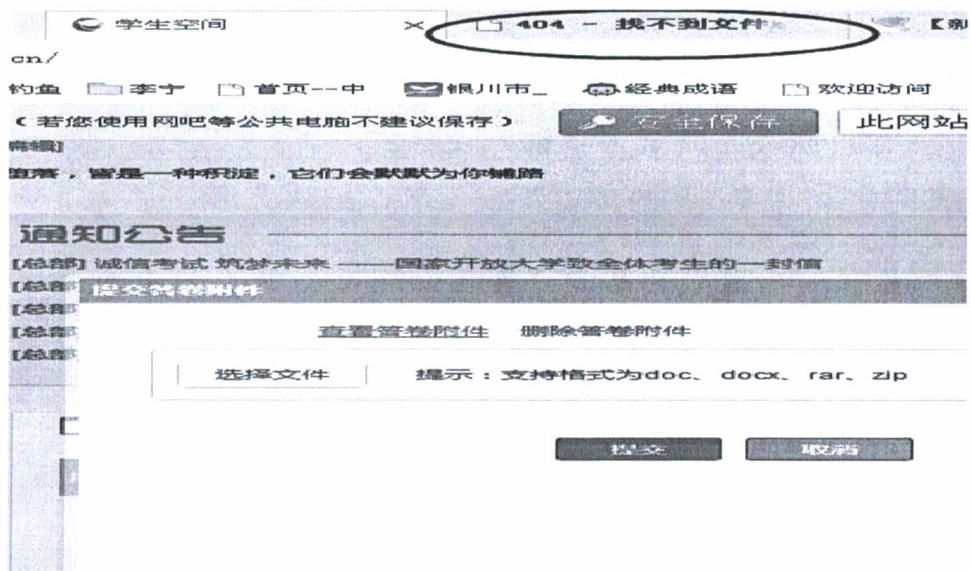 学生空间 × 404 - 找不到文件
cn/
钓鱼 李宁 首页--中 银川市_ 经典成语 欢迎访问
(若您使用网吧等公共电脑不建议保存) 安全保存 此网站
堕落,皆是一种积淀,它们会默默为你铺路
通知公告
[总部] 诚信考试 筑梦未来 ——国家开放大学致全体考生的一封信
[总部
提交答卷附件
[总部
[总部
[总部
查看答卷附件 删除答卷附件
选择文件 提示:支持格式为doc、docx、rar、zip
提交 取消